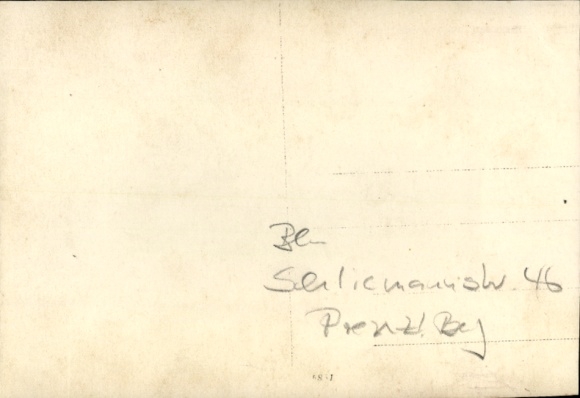 Bln
Schliemannstr. 46
Prenzl. Bg